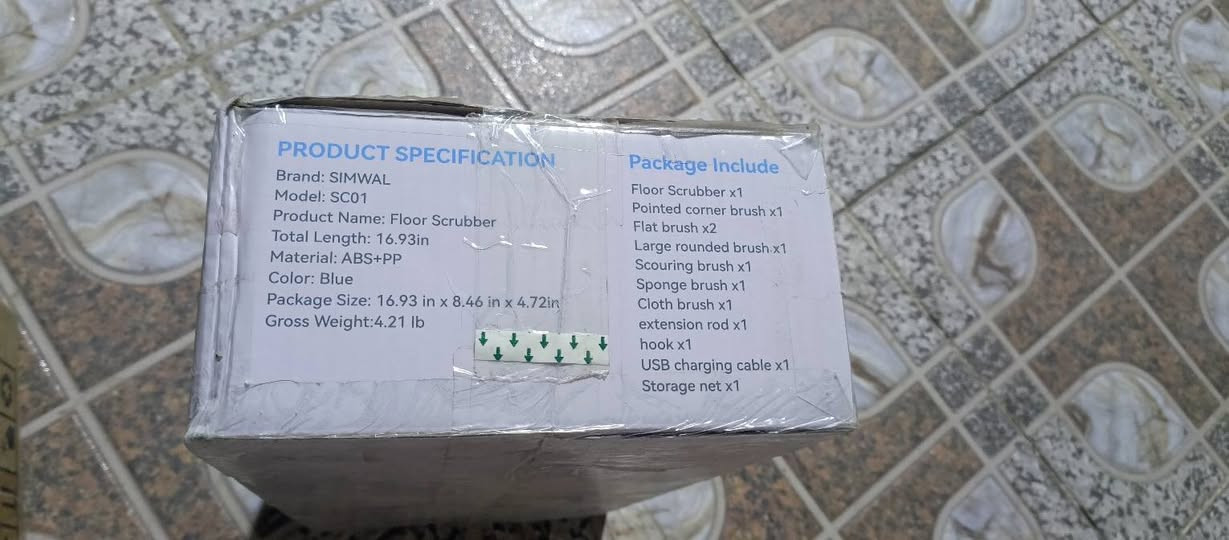 PRODUCT SPECIFICATION
Brand: SIMWAL
Model: SC01
Product Name: Floor Scrubber
Total Length: 16.93in
Material: ABS+PP
Color: Blue
Package Size: 16.93 in x 8.46 in x 4.72in
Gross Weight:4.21 lb
Package Include
Floor Scrubber x1
Pointed corner brush x1
Flat brush x2
Large rounded brush x1
Scouring brush x1
Sponge brush x1
Cloth brush x1
extension rod x1
hook x1
USB charging cable x1
Storage net x1